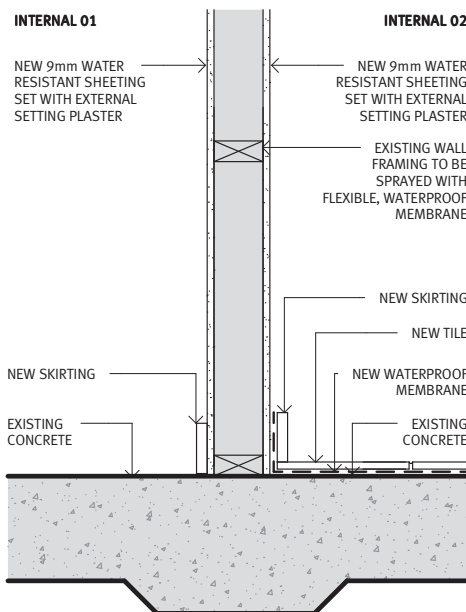 INTERNAL 01
NEW 9mm WATER
RESISTANT SHEETING
SET WITH EXTERNAL
SETTING PLASTER
NEW SKIRTING
EXISTING
CONCRETE
INTERNAL 02
NEW 9mm WATER
RESISTANT SHEETING
SET WITH EXTERNAL
SETTING PLASTER
EXISTING WALL
FRAMING TO BE
SPRAYED WITH
FLEXIBLE, WATERPROOF
MEMBRANE
NEW SKIRTING
NEW TILE
NEW WATERPROOF
MEMBRANE
EXISTING
CONCRETE